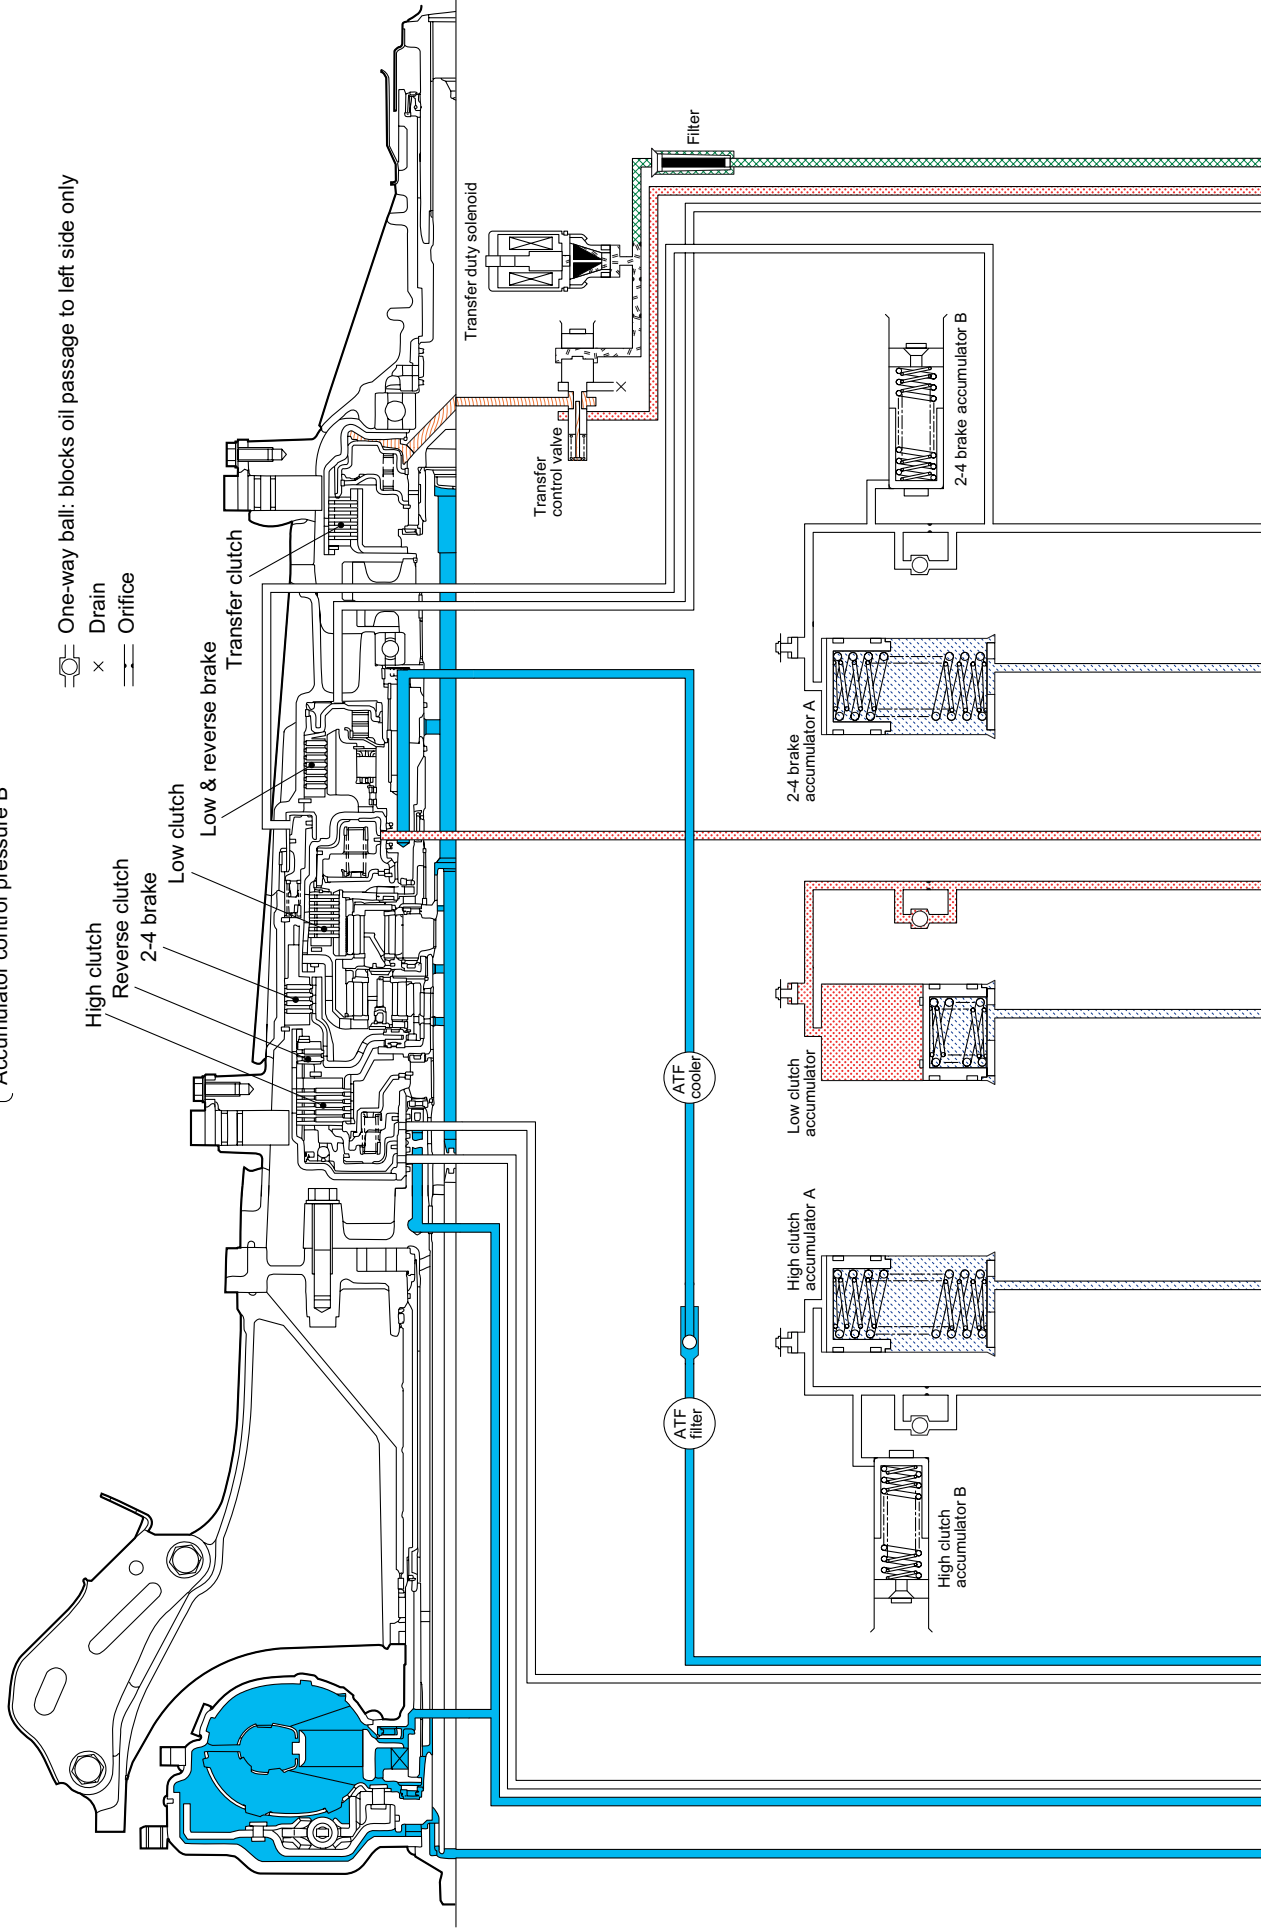 Accumulator control pressure B
One-way ball: blocks oil passage to left side only
× Drain
Orifice
High clutch
Reverse clutch
2-4 brake
Low clutch
Low & reverse brake
Transfer clutch
Transfer duty solenoid
Transfer
control valve
Filter
ATF
filter
ATF
cooler
High clutch
accumulator B
High clutch
accumulator A
Low clutch
accumulator
2-4 brake
accumulator A
2-4 brake accumulator B